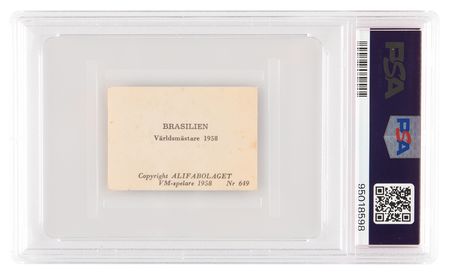 BRASILIEN
Världsmästare 1958
Copyright ALIFABOLAGET
VM-spelare 1958 Nr 649
PSA
PSA
95018598